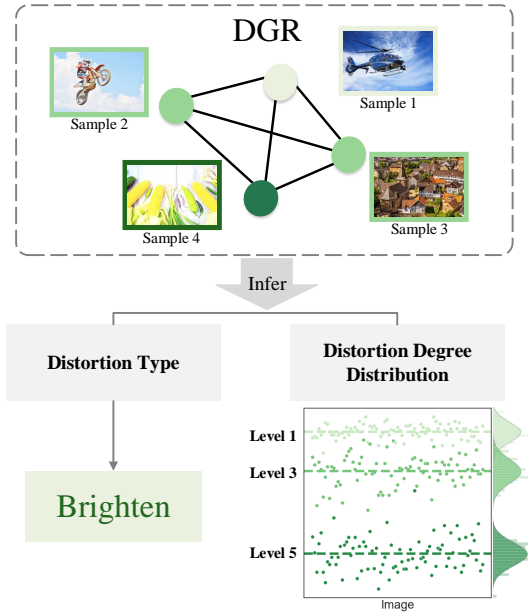 DGR
Sample 1
Sample 2
Sample 3
Sample 4
Infer
Distortion Type
Distortion Degree
Distribution
Brighten
Level 1
Level 3
Level 5
Image